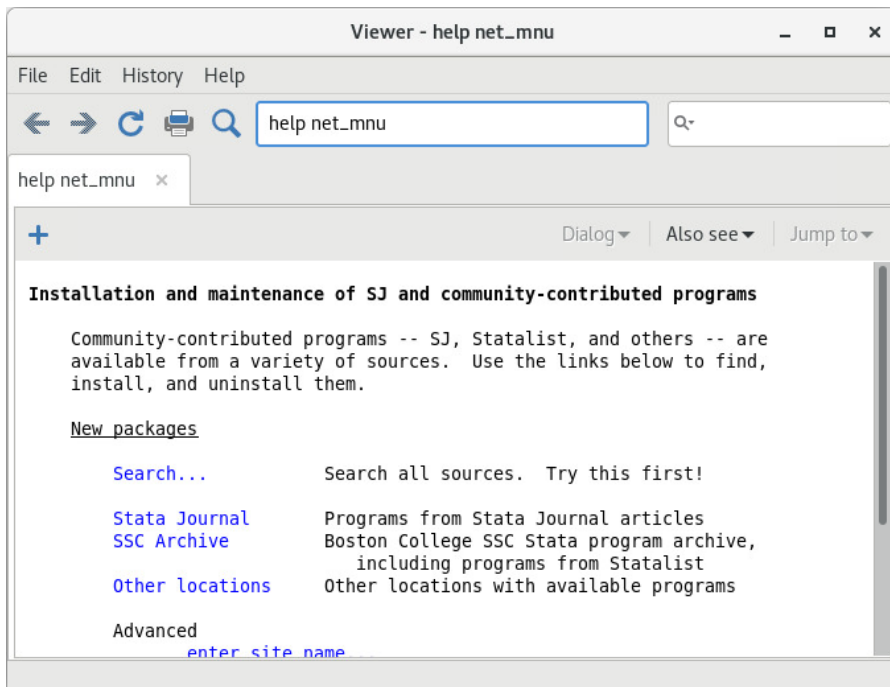 Viewer - help net_mnu
File Edit History Help
help net_mnu
help net_mnu
Dialog Also see Jump to
Installation and maintenance of SJ and community-contributed programs
Community-contributed programs -- SJ, Statalist, and others -- are
available from a variety of sources.  Use the links below to find,
install, and uninstall them.
New packages
Search... Search all sources.  Try this first!
Stata Journal Programs from Stata Journal articles
SSC Archive Boston College SSC Stata program archive,
including programs from Statalist
Other locations Other locations with available programs
Advanced
enter site name...